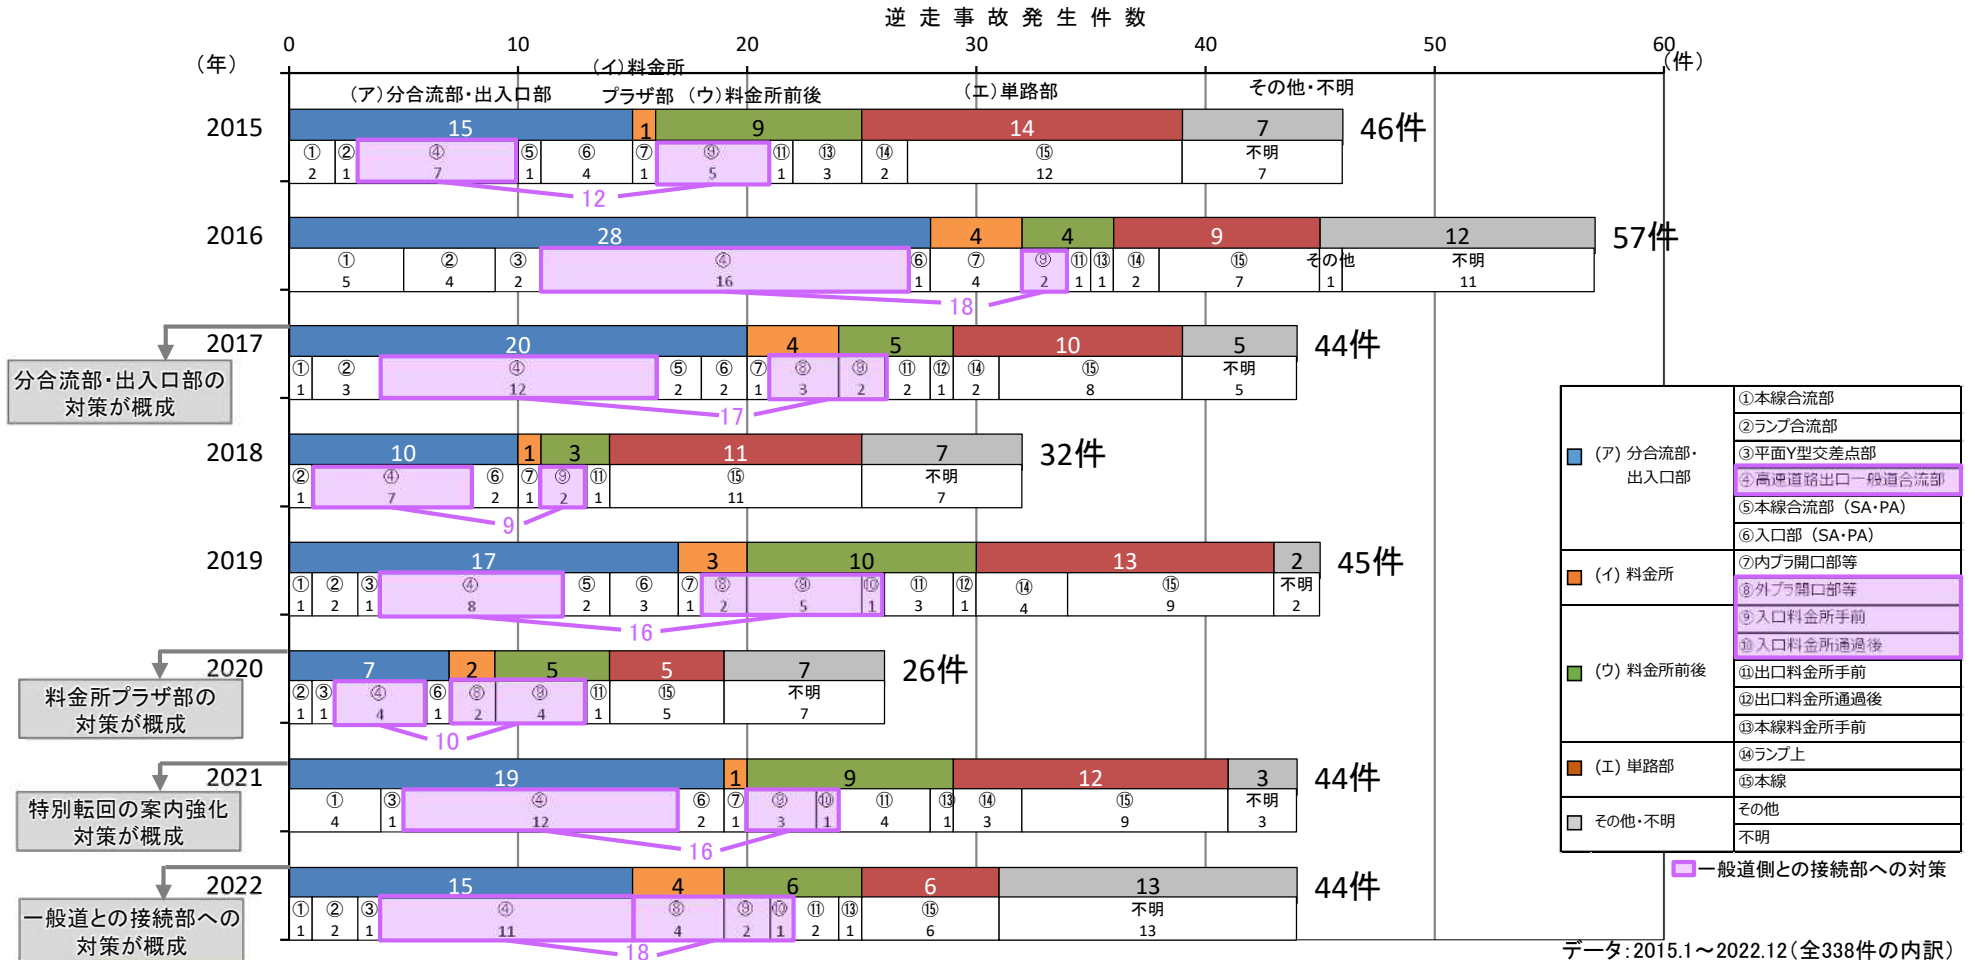 逆走事故発生件数
0 10 20 30 40 50 60
(年) (件)
(ア)分合流部・出入口部 (イ)料金所プラザ部 (ウ)料金所前後 (エ)単路部 その他・不明
2015 15 1 9 14 7 46件
① ② ④ ⑤ ⑥ ⑦ ⑨ ⑪ ⑬ ⑭ ⑮ 不明
2 1 7 1 4 1 5 1 3 2 12 7
12
2016 28 4 4 9 12 57件
① ② ③ ④ ⑥ ⑦ ⑨ ⑪ ⑬ ⑭ ⑮ その他 不明
5 4 2 16 1 4 2 1 1 2 7 1 11
18
2017 20 4 5 10 5 44件
① ② ④ ⑤ ⑥ ⑦ ⑧ ⑨ ⑪ ⑫ ⑭ ⑮ 不明
1 3 12 2 2 1 3 2 2 1 2 8 5
17
分合流部・出入口部の
対策が概成
2018 10 1 3 11 7 32件
② ④ ⑥ ⑦ ⑨ ⑪ ⑮ 不明
1 7 2 1 2 1 11 7
9
2019 17 3 10 13 2 45件
① ② ③ ④ ⑤ ⑥ ⑦ ⑧ ⑨ ⑩ ⑪ ⑫ ⑭ ⑮ 不明
1 2 1 8 2 3 1 2 5 1 3 1 4 9 2
16
2020 7 2 5 5 7 26件
② ③ ④ ⑥ ⑧ ⑨ ⑪ ⑮ 不明
1 1 4 1 2 4 1 5 7
10
料金所プラザ部の
対策が概成
2021 19 1 9 12 3 44件
① ③ ④ ⑥ ⑦ ⑨ ⑩ ⑪ ⑬ ⑭ ⑮ 不明
4 1 12 2 1 3 1 4 1 3 9 3
16
特別転回の案内強化
対策が概成
2022 15 4 6 6 13 44件
① ② ③ ④ ⑧ ⑨ ⑩ ⑪ ⑬ ⑮ 不明
1 2 1 11 4 2 1 2 1 6 13
18
一般道との接続部への
対策が概成
(ア) 分合流部・
出入口部
①本線合流部
②ランプ合流部
③平面Y型交差点部
④高速道路出口一般道合流部
⑤本線合流部(SA・PA)
⑥入口部(SA・PA)
(イ) 料金所
⑦内プラ開口部等
⑧外プラ開口部等
(ウ) 料金所前後
⑨入口料金所手前
⑩入口料金所通過後
⑪出口料金所手前
⑫出口料金所通過後
⑬本線料金所手前
(エ) 単路部
⑭ランプ上
⑮本線
その他・不明
その他
不明
一般道側との接続部への対策
データ:2015.1～2022.12(全338件の内訳)